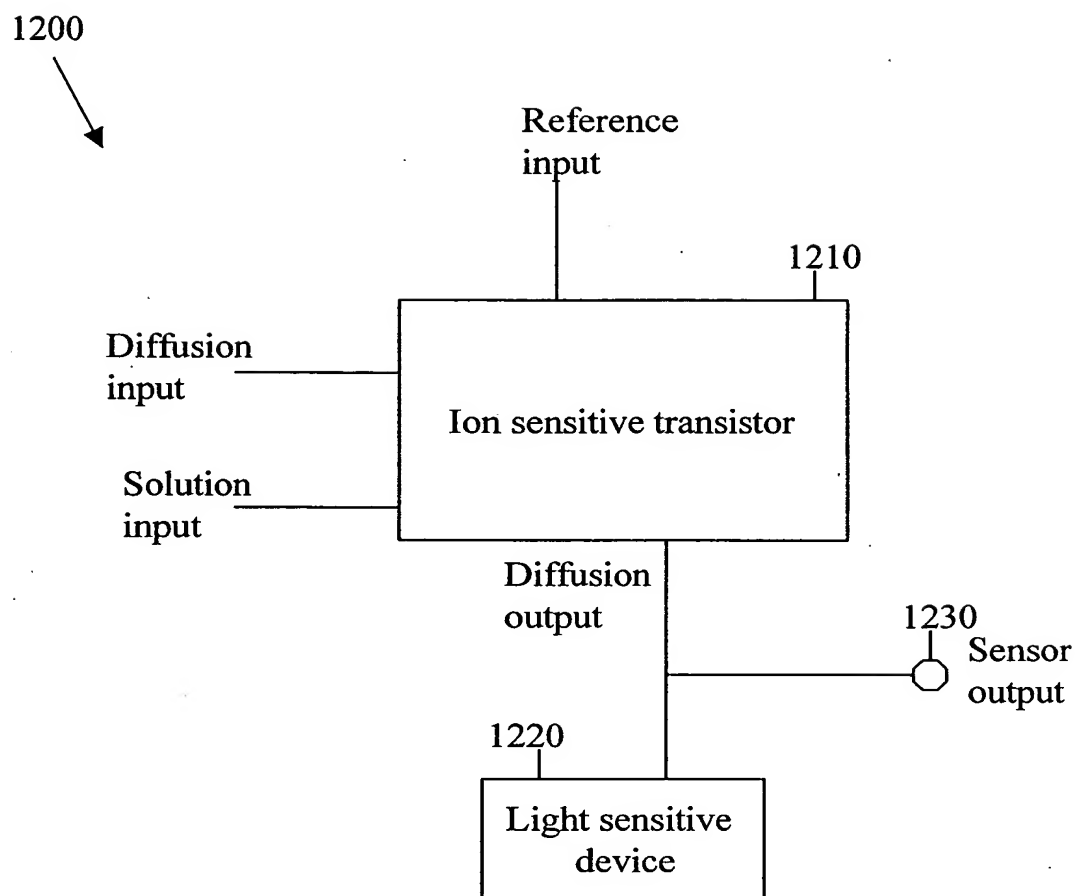 1200
Reference
input
1210
Diffusion
input
Ion sensitive transistor
Solution
input
Diffusion
output
1230
Sensor
output
1220
Light sensitive
device